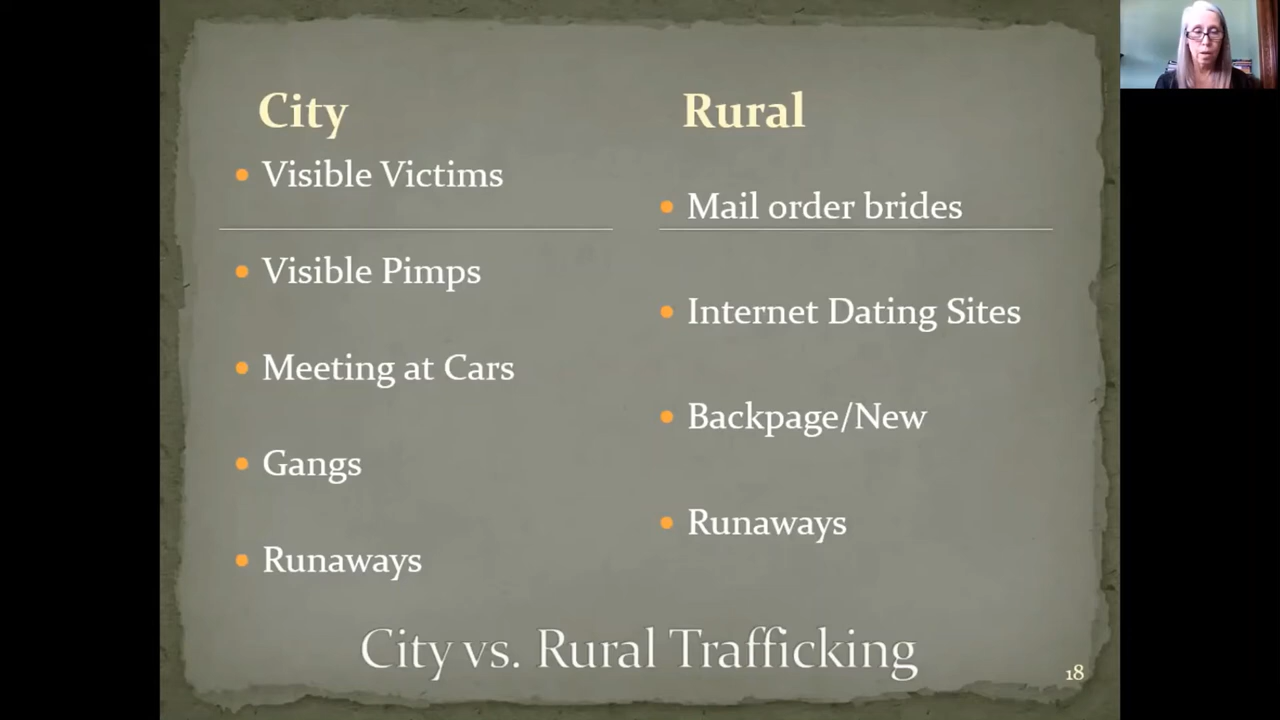 City
Visible Victims
Visible Pimps
Meeting at Cars
Gangs
Runaways
Rural
Mail order brides
Internet Dating Sites
Backpage/New
Runaways
City vs. Rural Trafficking
18